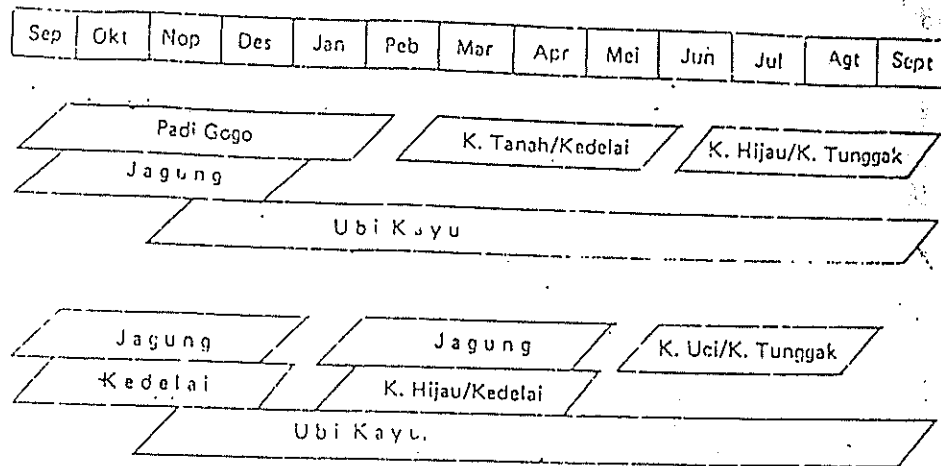 Sep Okt Nop Des Jan Peb Mar Apr Mei Jun Jul Agt Sept
Padi Gogo K. Tanah/Kedelai K. Hijau/K. Tunggak
Jagung
Ubi Kayu
Jagung Jagung K. Uci/K. Tunggak
Kedelai K. Hijau/Kedelai
Ubi Kayu